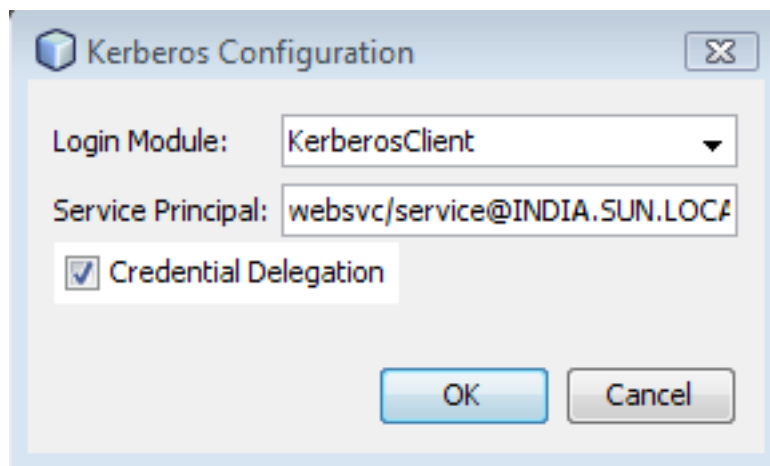 Kerberos Configuration
Login Module: KerberosClient
Service Principal: websvc/service@INDIA.SUN.LOCA
Credential Delegation
OK Cancel